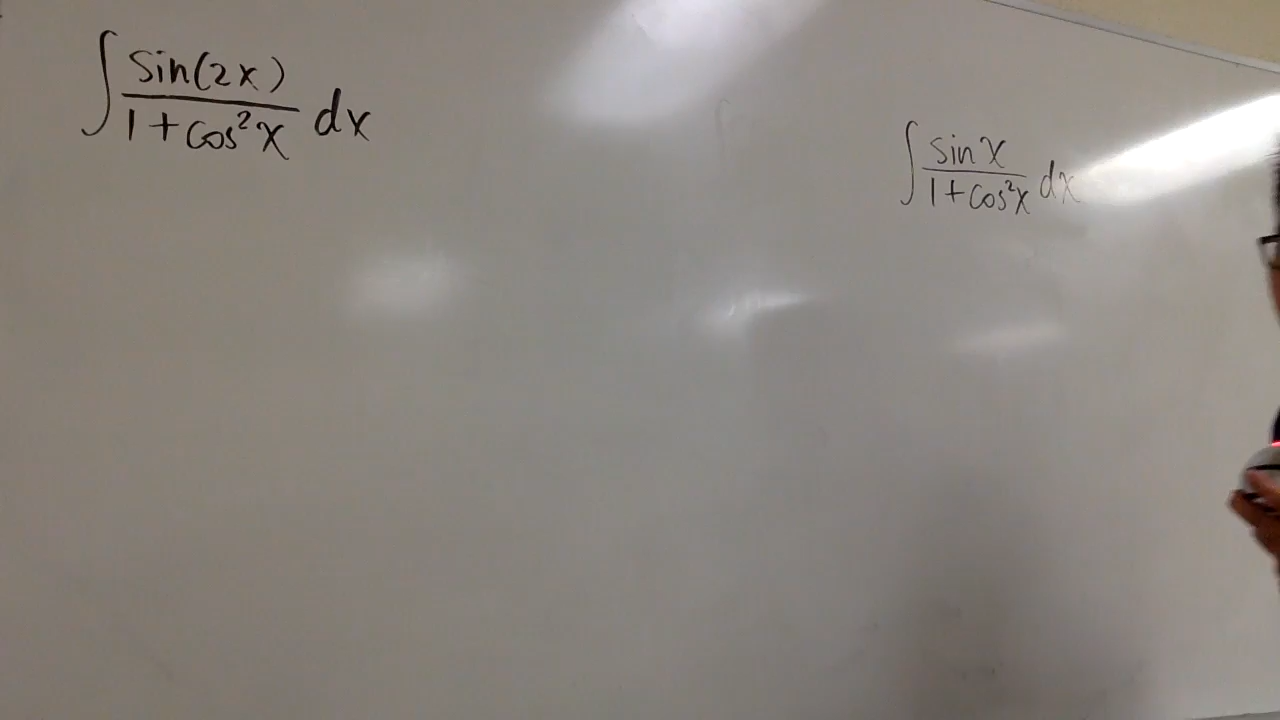 ∫ sin(2x) / (1 + cos²x) dx
∫ sin x / (1 + cos²x) dx